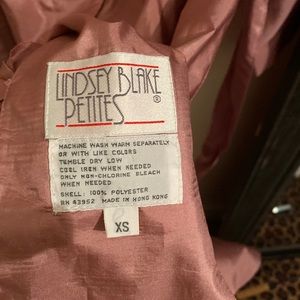 LINDSEY BLAKE
PETITES ®
MACHINE WASH WARM SEPARATELY
OR WITH LIKE COLORS
TEMBLE DRY LOW
COOL IRON WHEN NEEDED
ONLY NON-CHLORINE BLEACH
WHEN NEEDED
SHELL: 100% POLYESTER
RN 43952 MADE IN HONG KONG
XS